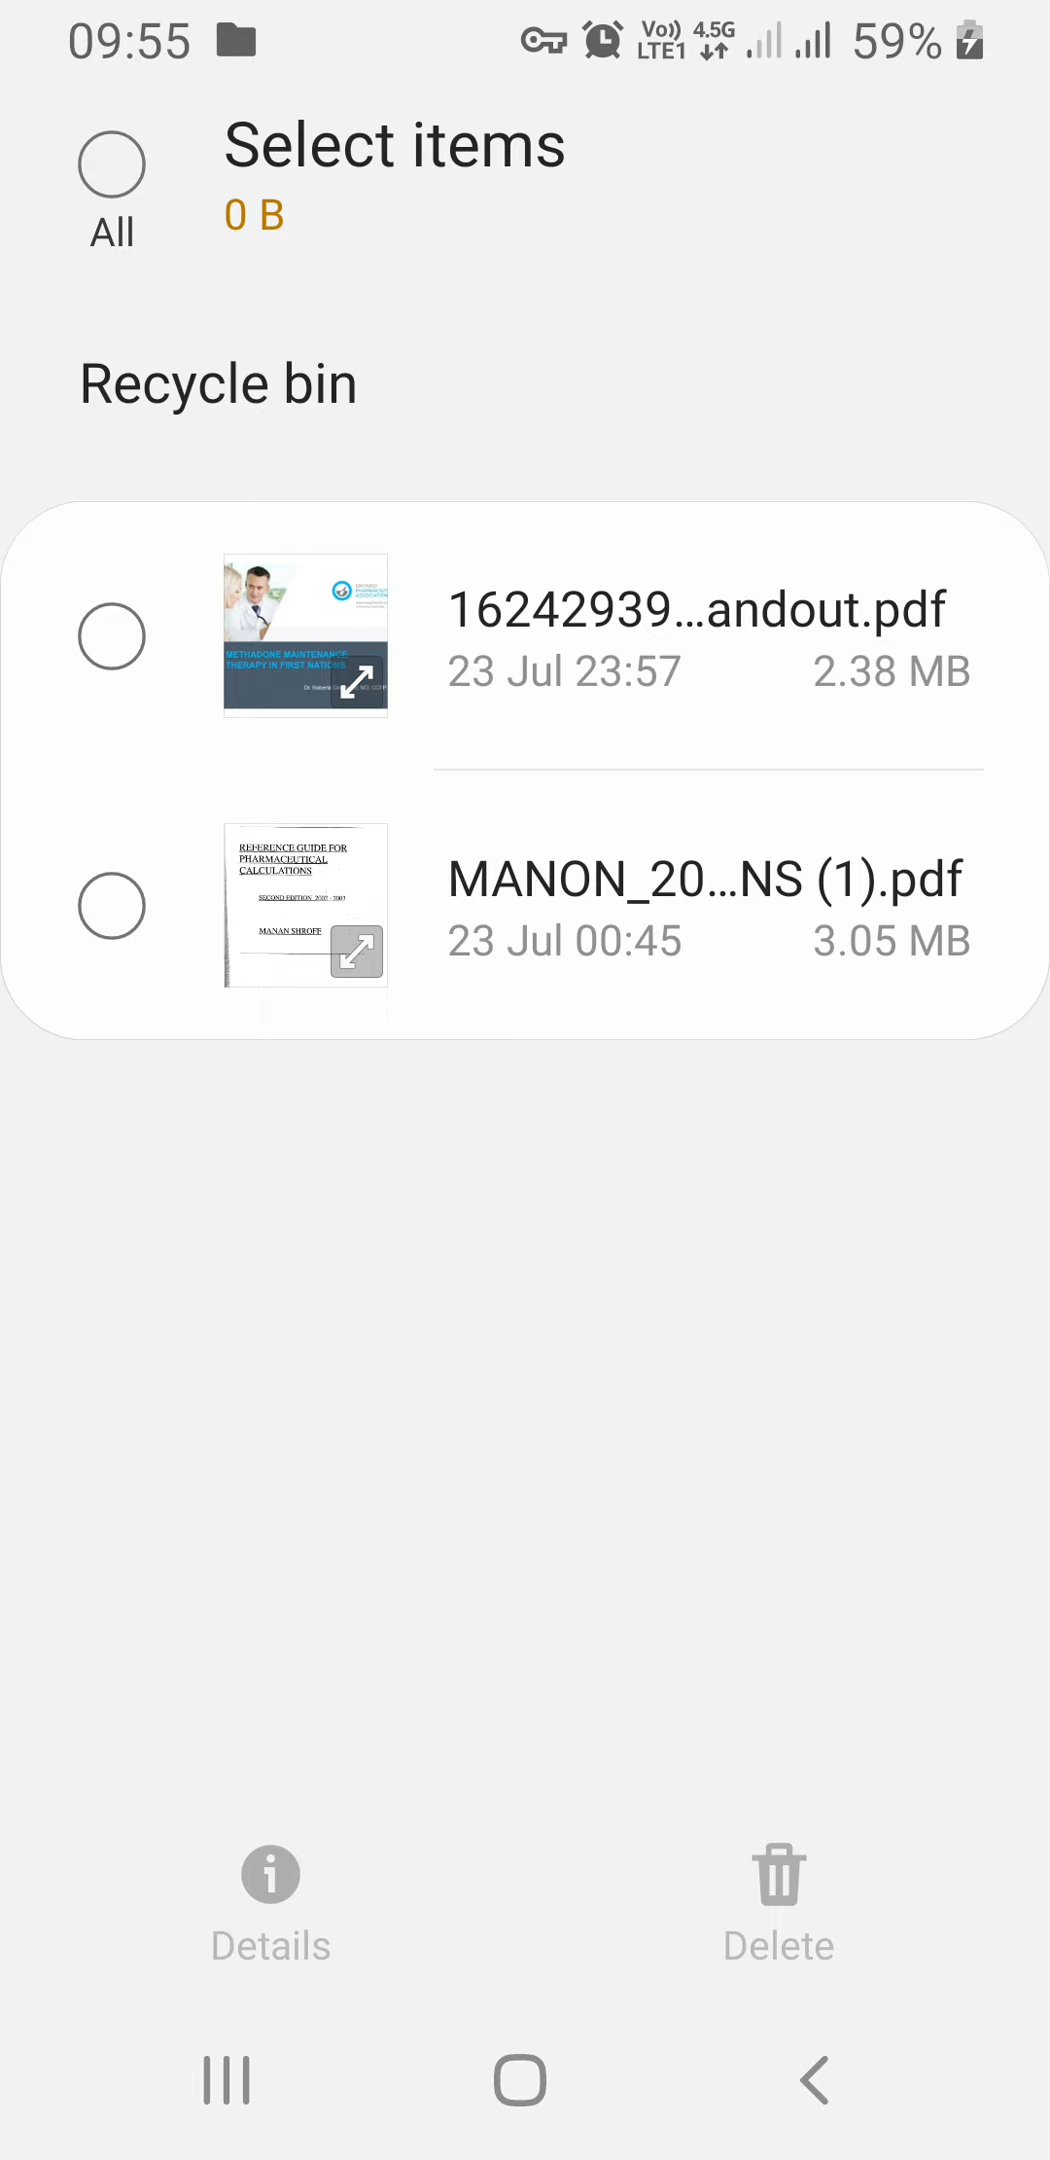 09:55 Vo)) LTE1 4.5G 59%
Select items
0 B
All
Recycle bin
METHADONE MAINTENANCE
THERAPY IN FIRST NATIONS
16242939...andout.pdf
23 Jul 23:57 2.38 MB
REFERENCE GUIDE FOR
PHARMACEUTICAL
CALCULATIONS
SECOND EDITION 2002 - 2003
MANAN SHROFF
MANON_20...NS (1).pdf
23 Jul 00:45 3.05 MB
Details Delete